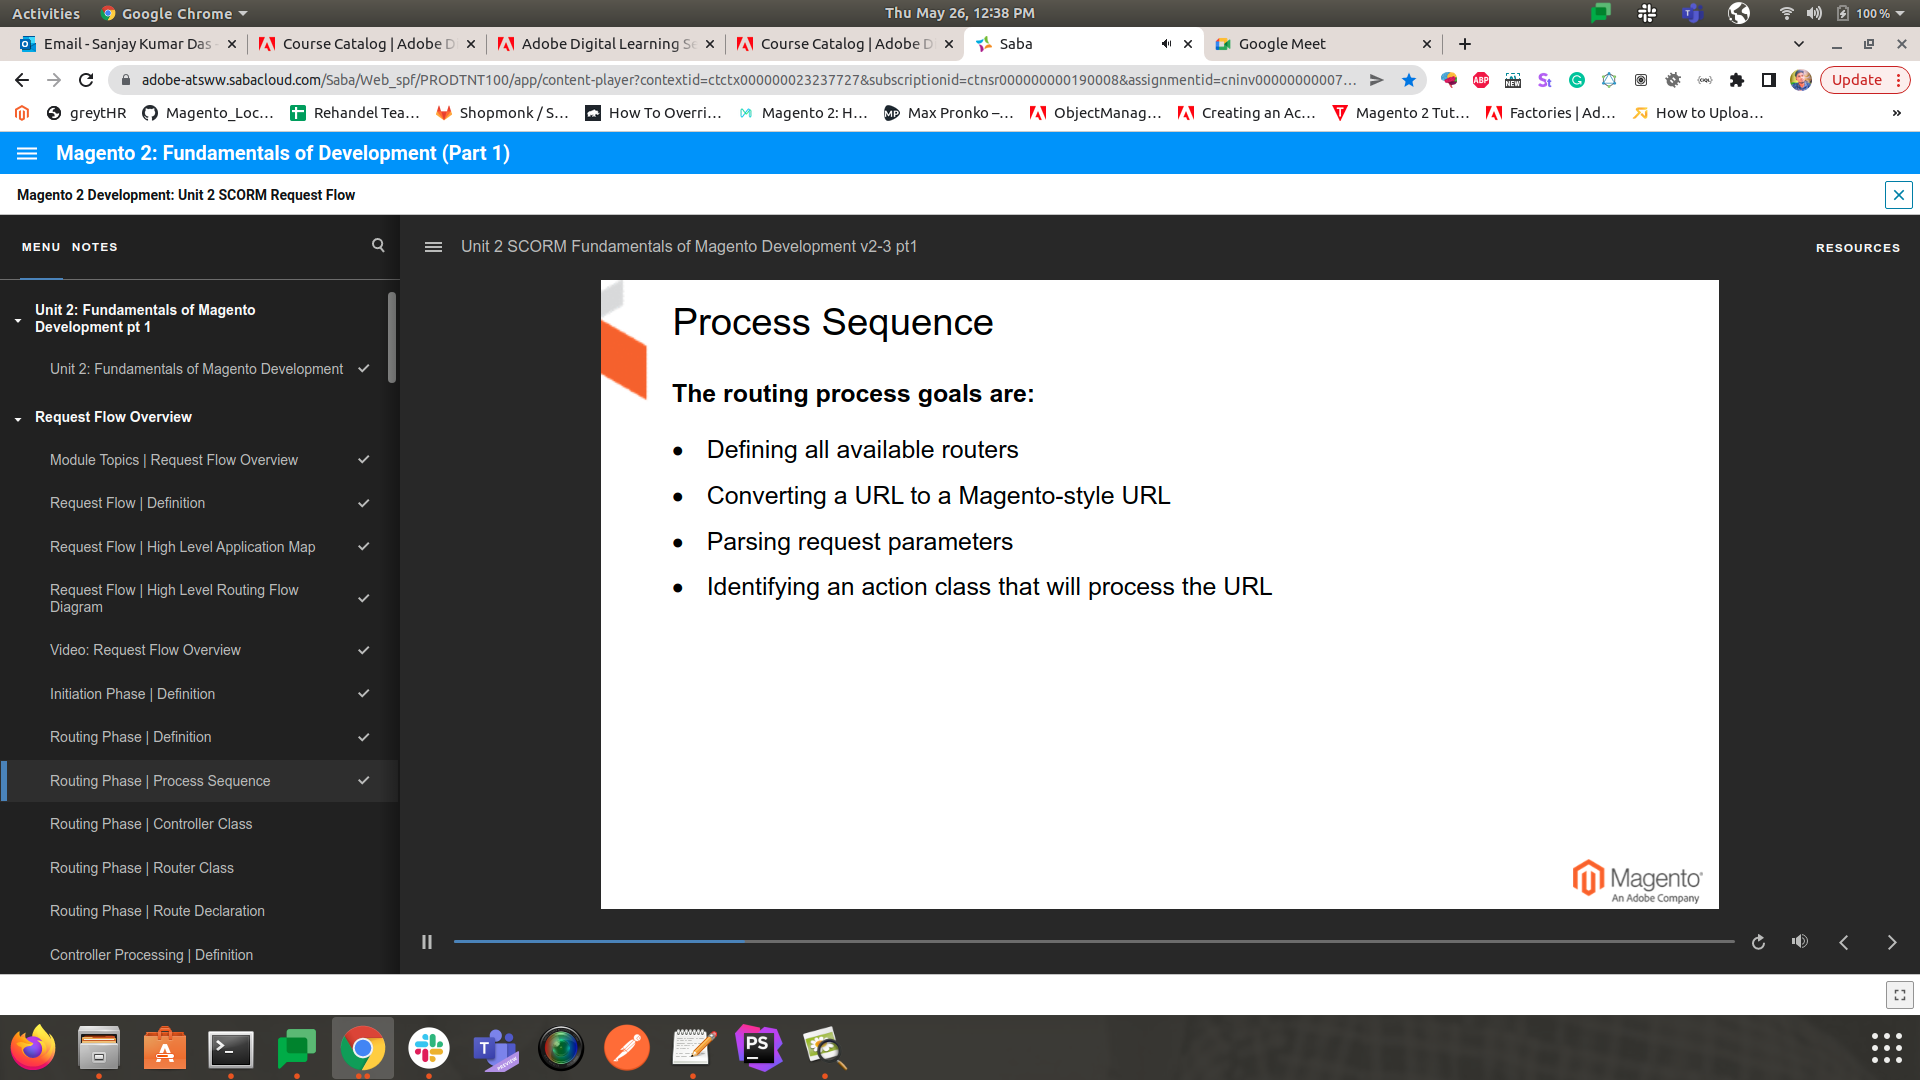 Activities Google Chrome Thu May 26, 12:38 PM 100 %
Email - Sanjay Kumar Das Course Catalog | Adobe D Adobe Digital Learning Se Course Catalog | Adobe D Saba Google Meet
adobe-atsww.sabacloud.com/Saba/Web_spf/PRODTNT100/app/content-player?contextid=ctctx000000023237727&subscriptionid=ctnsr000000000190008&assignmentid=cninv00000000007... Update
greytHR Magento_Loc... Rehandel Tea... Shopmonk / S... How To Overri... Magento 2: H... Max Pronko –... ObjectManag... Creating an Ac... Magento 2 Tut... Factories | Ad... How to Uploa... »
Magento 2: Fundamentals of Development (Part 1)
Magento 2 Development: Unit 2 SCORM Request Flow
MENU NOTES
Unit 2 SCORM Fundamentals of Magento Development v2-3 pt1
RESOURCES
Unit 2: Fundamentals of Magento
Development pt 1
Unit 2: Fundamentals of Magento Development
Request Flow Overview
Module Topics | Request Flow Overview
Request Flow | Definition
Request Flow | High Level Application Map
Request Flow | High Level Routing Flow
Diagram
Video: Request Flow Overview
Initiation Phase | Definition
Routing Phase | Definition
Routing Phase | Process Sequence
Routing Phase | Controller Class
Routing Phase | Router Class
Routing Phase | Route Declaration
Controller Processing | Definition
Process Sequence
The routing process goals are:
• Defining all available routers
• Converting a URL to a Magento-style URL
• Parsing request parameters
• Identifying an action class that will process the URL
Magento
An Adobe Company